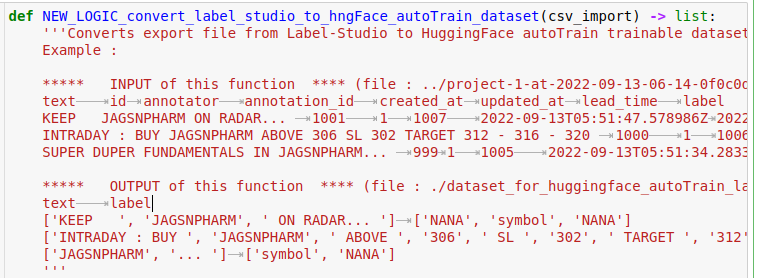 def NEW_LOGIC_convert_label_studio_to_hngFace_autoTrain_dataset(csv_import) -> list:
'''Converts export file from Label-Studio to HuggingFace autoTrain trainable dataset
Example :
***** INPUT of this function **** (file : ../project-1-at-2022-09-13-06-14-0f0c0d
text id annotator annotation_id created_at updated_at lead_time label
KEEP JAGSNPHARM ON RADAR... 1001 1 1007 2022-09-13T05:51:47.578986Z 2022
INTRADAY : BUY JAGSNPHARM ABOVE 306 SL 302 TARGET 312 - 316 - 320 1000 1 1006
SUPER DUPER FUNDAMENTALS IN JAGSNPHARM... 999 1 1005 2022-09-13T05:51:34.2833
***** OUTPUT of this function **** (file : ./dataset_for_huggingface_autoTrain_la
text label
['KEEP ', 'JAGSNPHARM', ' ON RADAR... '] ['NANA', 'symbol', 'NANA']
['INTRADAY : BUY ', 'JAGSNPHARM', ' ABOVE ', '306', ' SL ', '302', ' TARGET ', '312'
['JAGSNPHARM', '... '] ['symbol', 'NANA']
'''